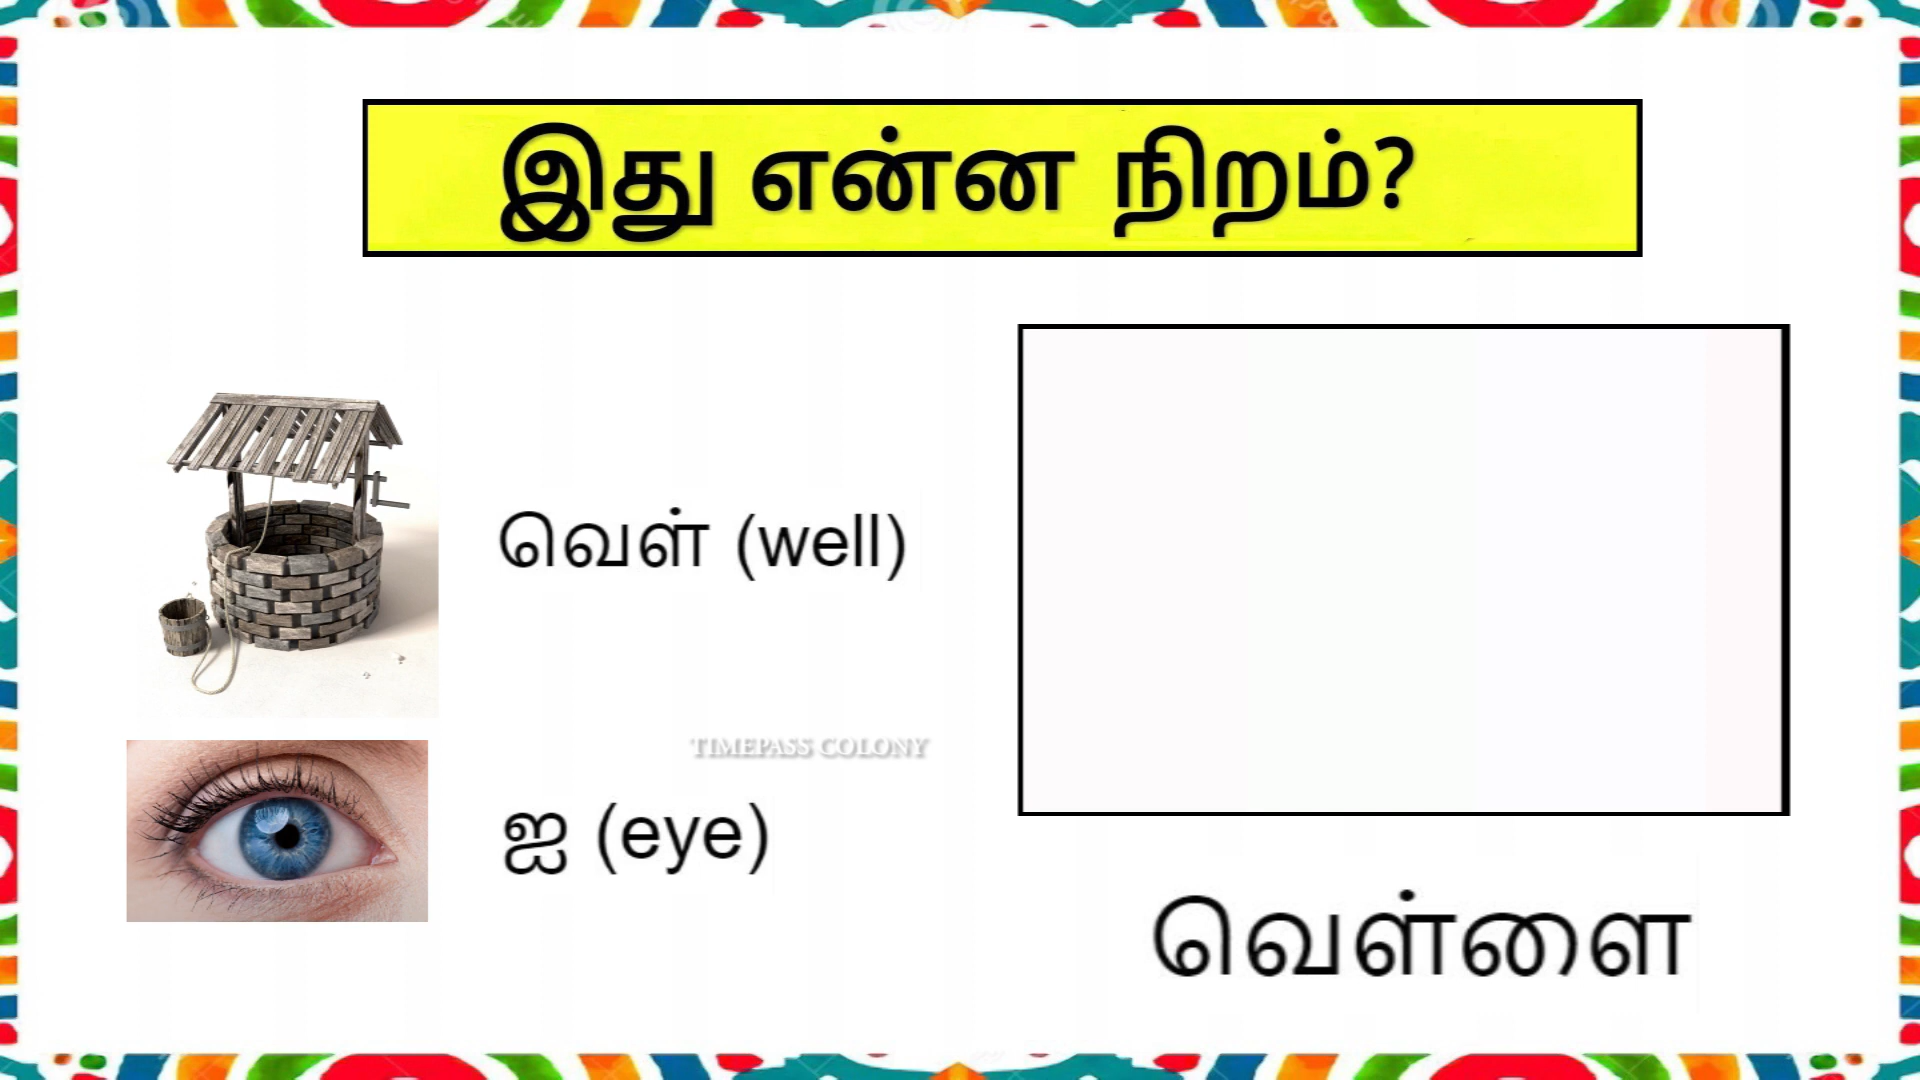 இது என்ன நிறம்?
வெள் (well)
TIMEPASS COLONY
ஐ (eye)
வெள்ளை